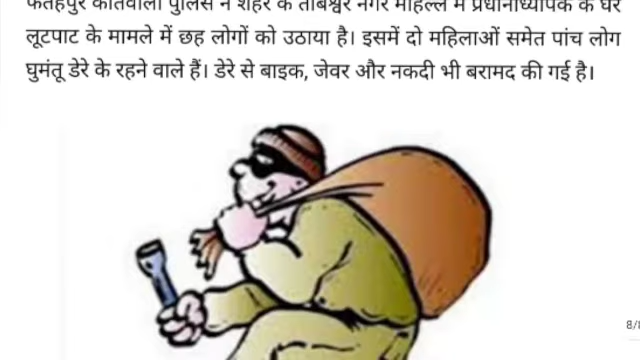 फतेहपुर कोतवाली पुलिस ने शहर के तांबेश्वर नगर मोहल्ले में प्रधानाध्यापक के घर
लूटपाट के मामले में छह लोगों को उठाया है। इसमें दो महिलाओं समेत पांच लोग
घुमंतू डेरे के रहने वाले हैं। डेरे से बाइक, जेवर और नकदी भी बरामद की गई है।